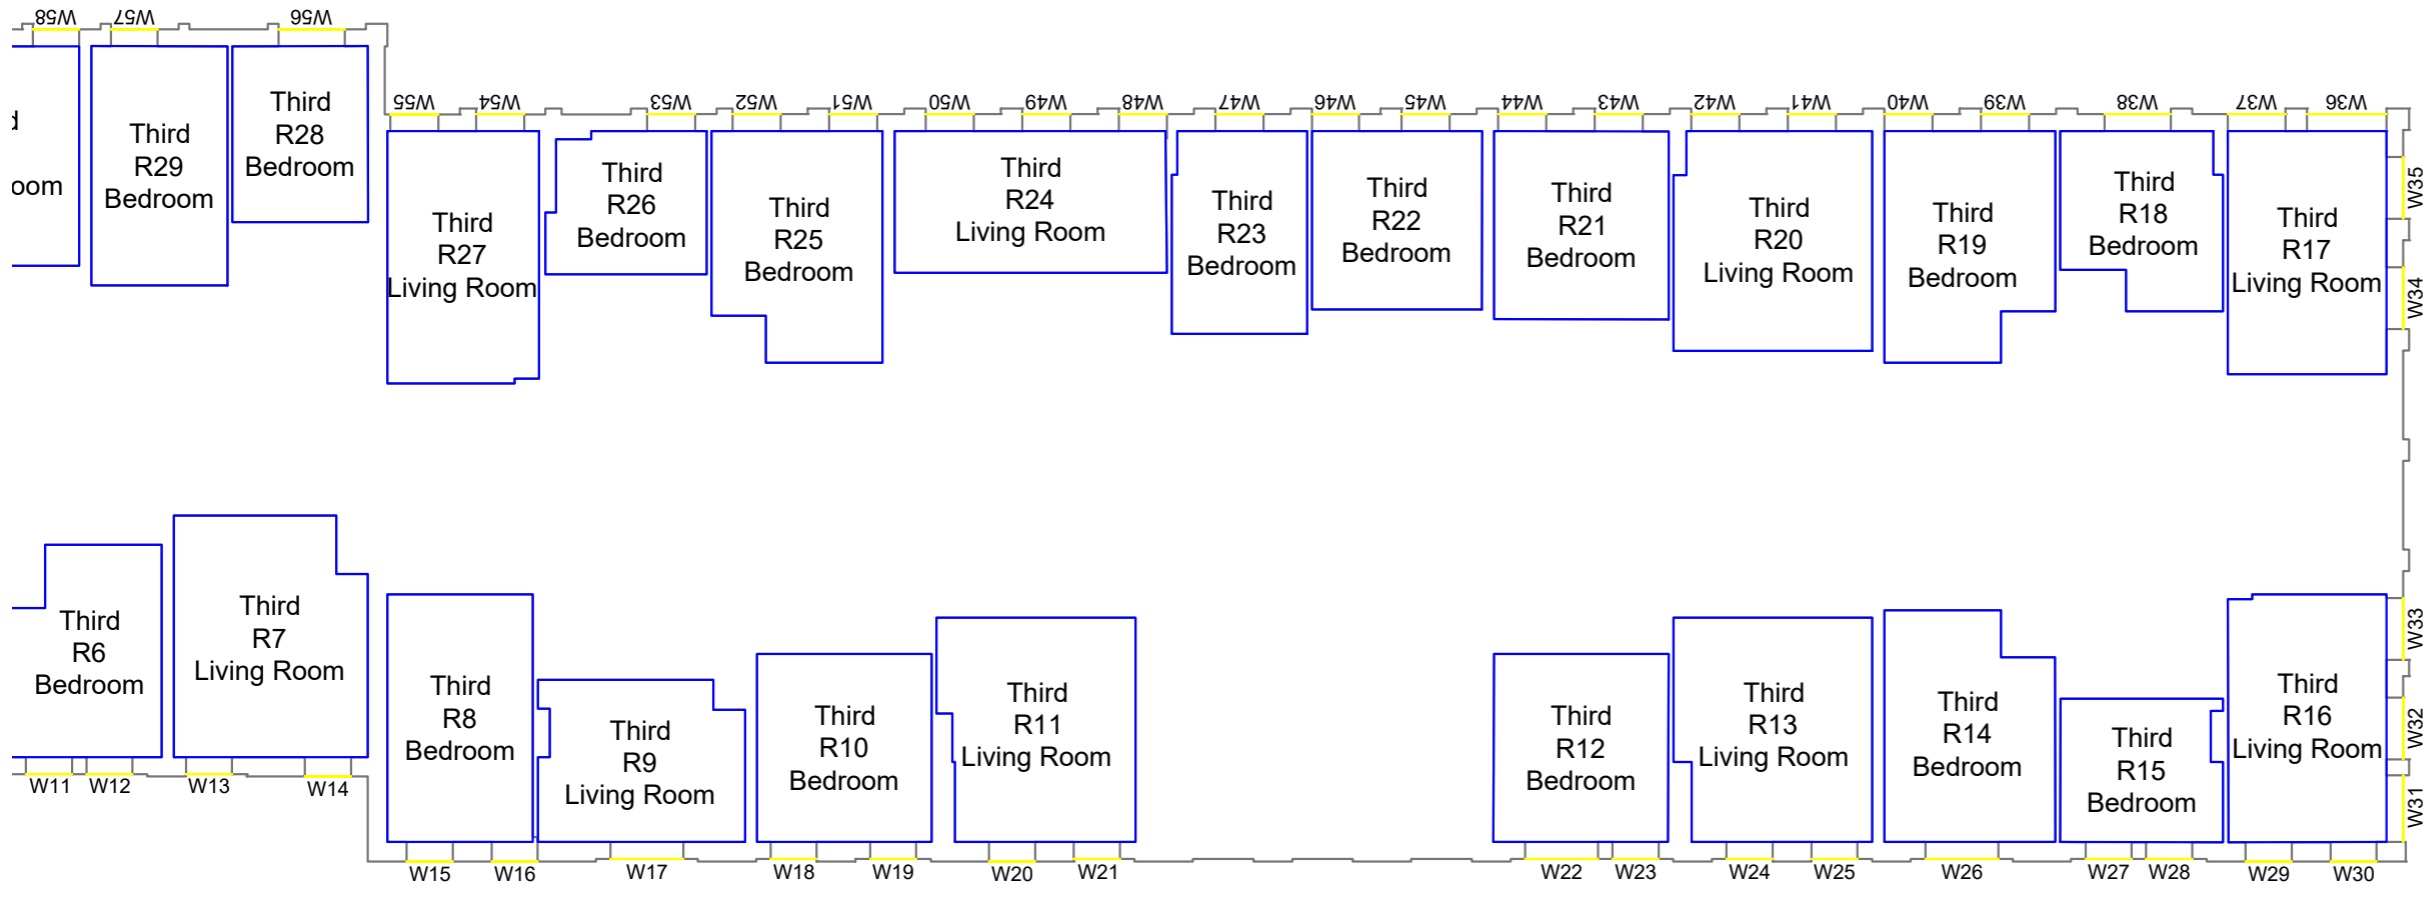 W58
W57
W56
W55
W54
W53
W52
W51
W50
W49
W48
W47
W46
W45
W44
W43
W42
W41
W40
W39
W38
W37
W36
d
oom
Third
R29
Bedroom
Third
R28
Bedroom
Third
R27
Living Room
Third
R26
Bedroom
Third
R25
Bedroom
Third
R24
Living Room
Third
R23
Bedroom
Third
R22
Bedroom
Third
R21
Bedroom
Third
R20
Living Room
Third
R19
Bedroom
Third
R18
Bedroom
Third
R17
Living Room
W35
W34
Third
R6
Bedroom
Third
R7
Living Room
Third
R8
Bedroom
Third
R9
Living Room
Third
R10
Bedroom
Third
R11
Living Room
Third
R12
Bedroom
Third
R13
Living Room
Third
R14
Bedroom
Third
R15
Bedroom
Third
R16
Living Room
W33
W32
W31
W11
W12
W13
W14
W15
W16
W17
W18
W19
W20
W21
W22
W23
W24
W25
W26
W27
W28
W29
W30